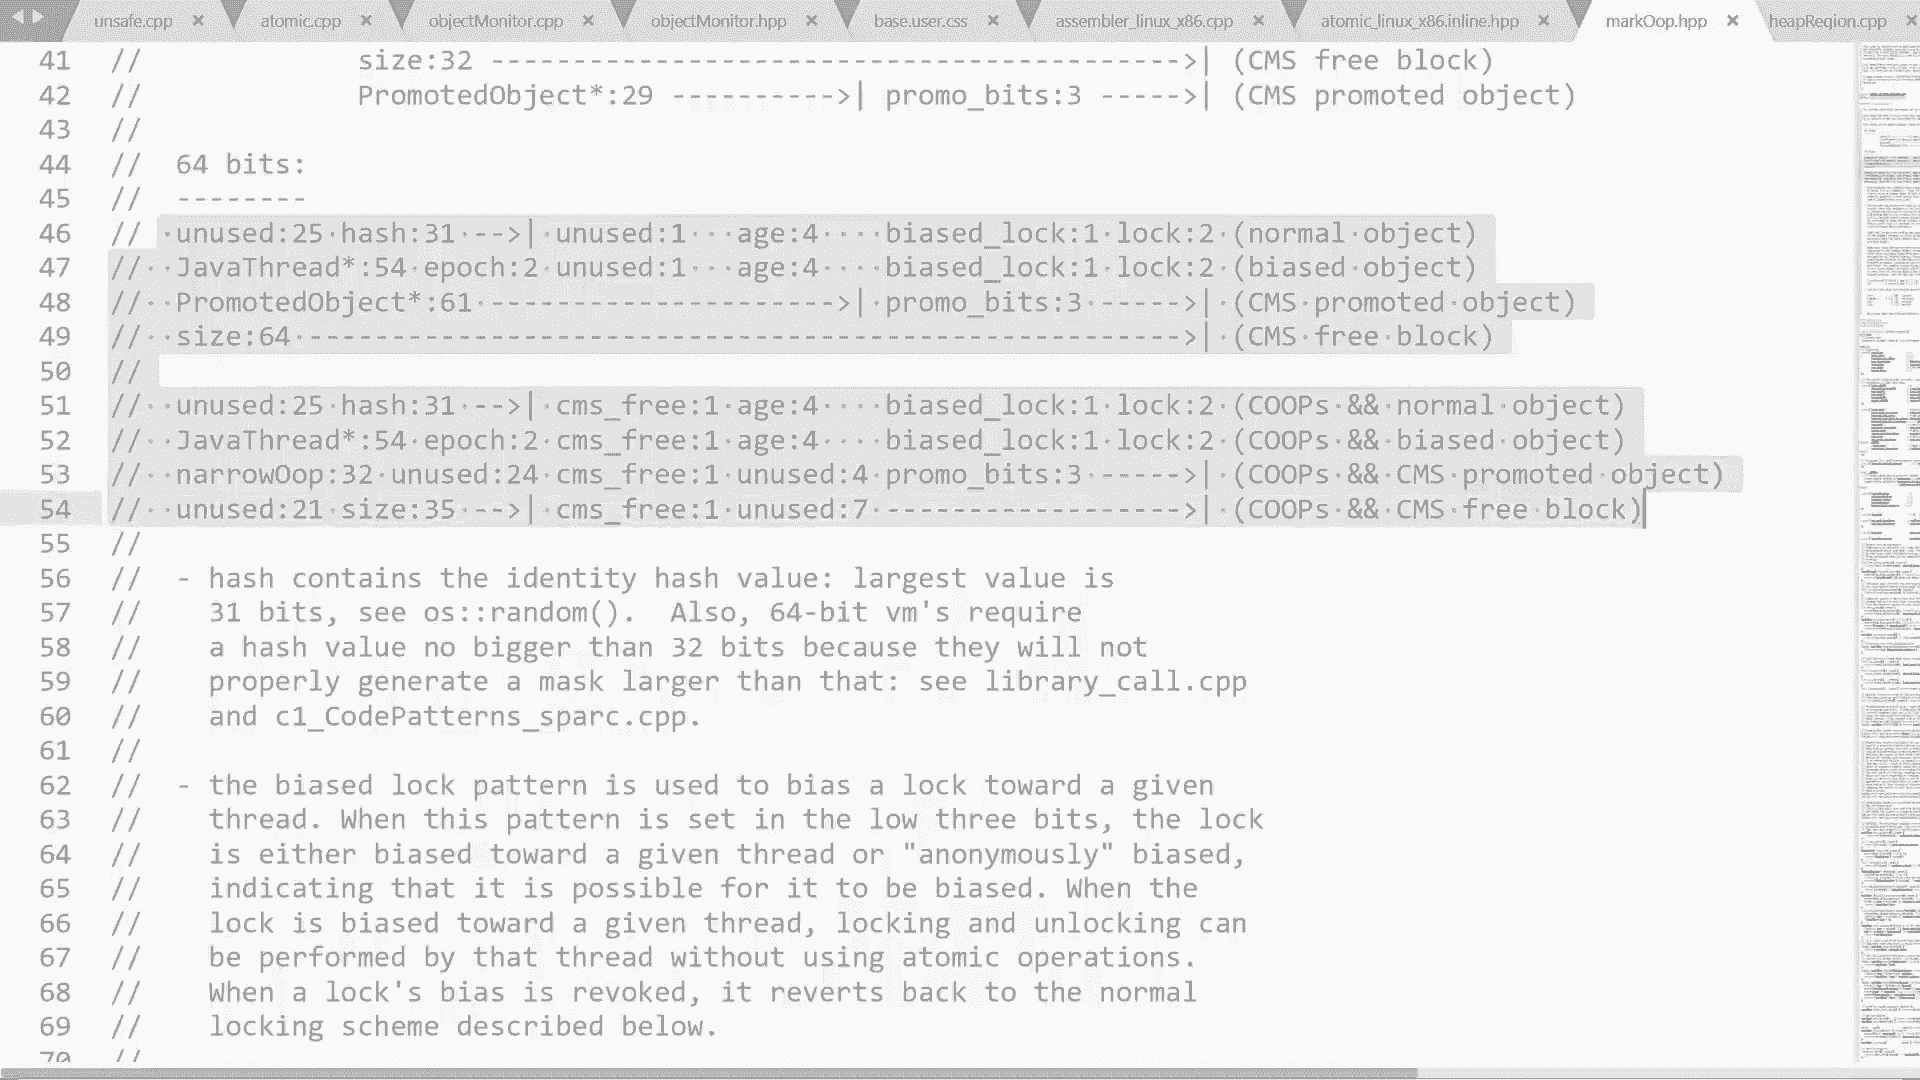 unsafe.cpp × atomic.cpp × objectMonitor.cpp × objectMonitor.hpp × base.user.css × assembler_linux_x86.cpp × atomic_linux_x86.inline.hpp × markOop.hpp × heapRegion.cpp ×
41 //             size:32 ------------------------------------------>| (CMS free block)
42 //             PromotedObject*:29 ---------->| promo_bits:3 ----->| (CMS promoted object)
43 //
44 //  64 bits:
45 //  --------
46 //  unused:25 hash:31 -->| unused:1   age:4    biased_lock:1 lock:2 (normal object)
47 //  JavaThread*:54 epoch:2 unused:1   age:4    biased_lock:1 lock:2 (biased object)
48 //  PromotedObject*:61 --------------------->| promo_bits:3 ----->| (CMS promoted object)
49 //  size:64 ----------------------------------------------------->| (CMS free block)
50 //
51 //  unused:25 hash:31 -->| cms_free:1 age:4    biased_lock:1 lock:2 (COOPs && normal object)
52 //  JavaThread*:54 epoch:2 cms_free:1 age:4    biased_lock:1 lock:2 (COOPs && biased object)
53 //  narrowOop:32 unused:24 cms_free:1 unused:4 promo_bits:3 ----->| (COOPs && CMS promoted object)
54 //  unused:21 size:35 -->| cms_free:1 unused:7 ------------------>| (COOPs && CMS free block)
55 //
56 //  - hash contains the identity hash value: largest value is
57 //    31 bits, see os::random().  Also, 64-bit vm's require
58 //    a hash value no bigger than 32 bits because they will not
59 //    properly generate a mask larger than that: see library_call.cpp
60 //    and c1_CodePatterns_sparc.cpp.
61 //
62 //  - the biased lock pattern is used to bias a lock toward a given
63 //    thread. When this pattern is set in the low three bits, the lock
64 //    is either biased toward a given thread or "anonymously" biased,
65 //    indicating that it is possible for it to be biased. When the
66 //    lock is biased toward a given thread, locking and unlocking can
67 //    be performed by that thread without using atomic operations.
68 //    When a lock's bias is revoked, it reverts back to the normal
69 //    locking scheme described below.
70 //